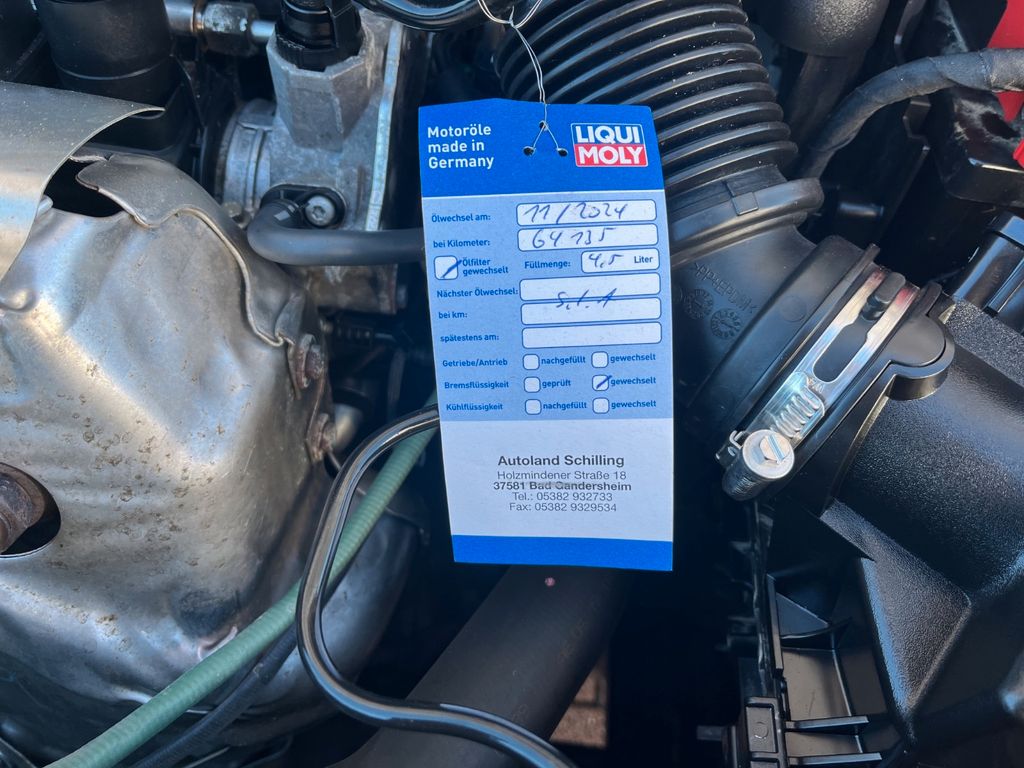 Motoröle
made in
Germany
LIQUI
MOLY
Ölwechsel am: 11/2024
bei Kilometer: 64 135
Ölfilter
gewechselt
Füllmenge: 4,5 Liter
Nächster Ölwechsel:
bei km:
spätestens am:
Getriebe/Antrieb nachgefüllt gewechselt
Bremsflüssigkeit geprüft gewechselt
Kühlflüssigkeit nachgefüllt gewechselt
Autoland Schilling
Holzmindener Straße 18
37581 Bad Gandersheim
Tel.: 05382 932733
Fax: 05382 9329534